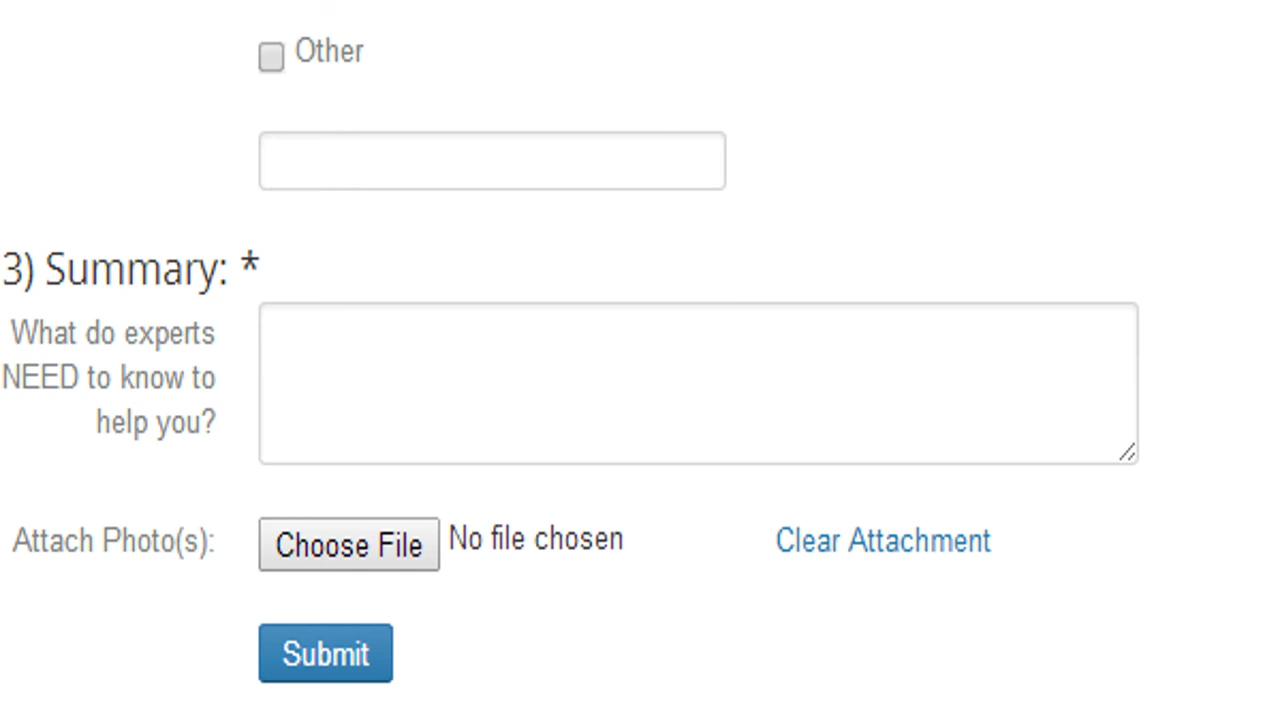 Other
3) Summary: *
What do experts
NEED to know to
help you?
Attach Photo(s): Choose File No file chosen Clear Attachment
Submit